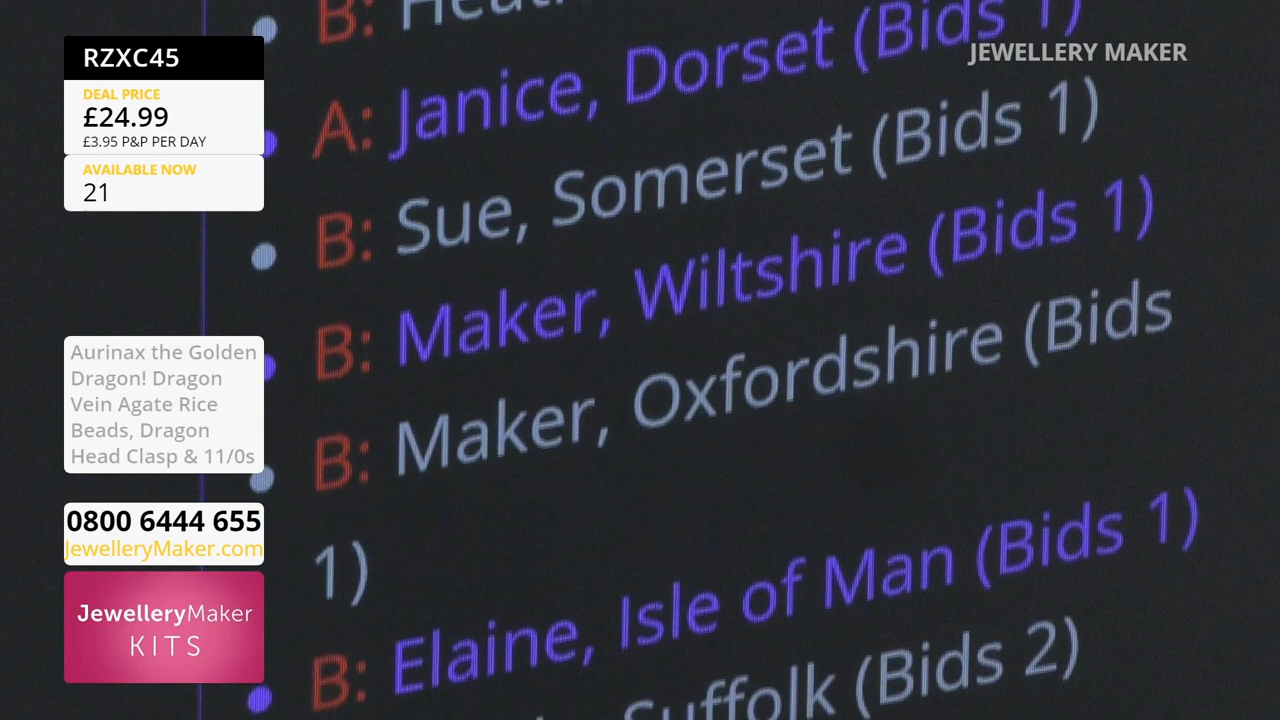 RZXC45
DEAL PRICE
£24.99
£3.95 P&P PER DAY
AVAILABLE NOW
21
Aurinax the Golden
Dragon! Dragon
Vein Agate Rice
Beads, Dragon
Head Clasp & 11/0s
0800 6444 655
JewelleryMaker.com
JewelleryMaker
KITS
JEWELLERY MAKER
B:
A: Janice, Dorset (Bids 1)
B: Sue, Somerset (Bids 1)
B: Maker, Wiltshire (Bids 1)
B: Maker, Oxfordshire (Bids
1)
B: Elaine, Isle of Man (Bids 1)
Suffolk (Bids 2)